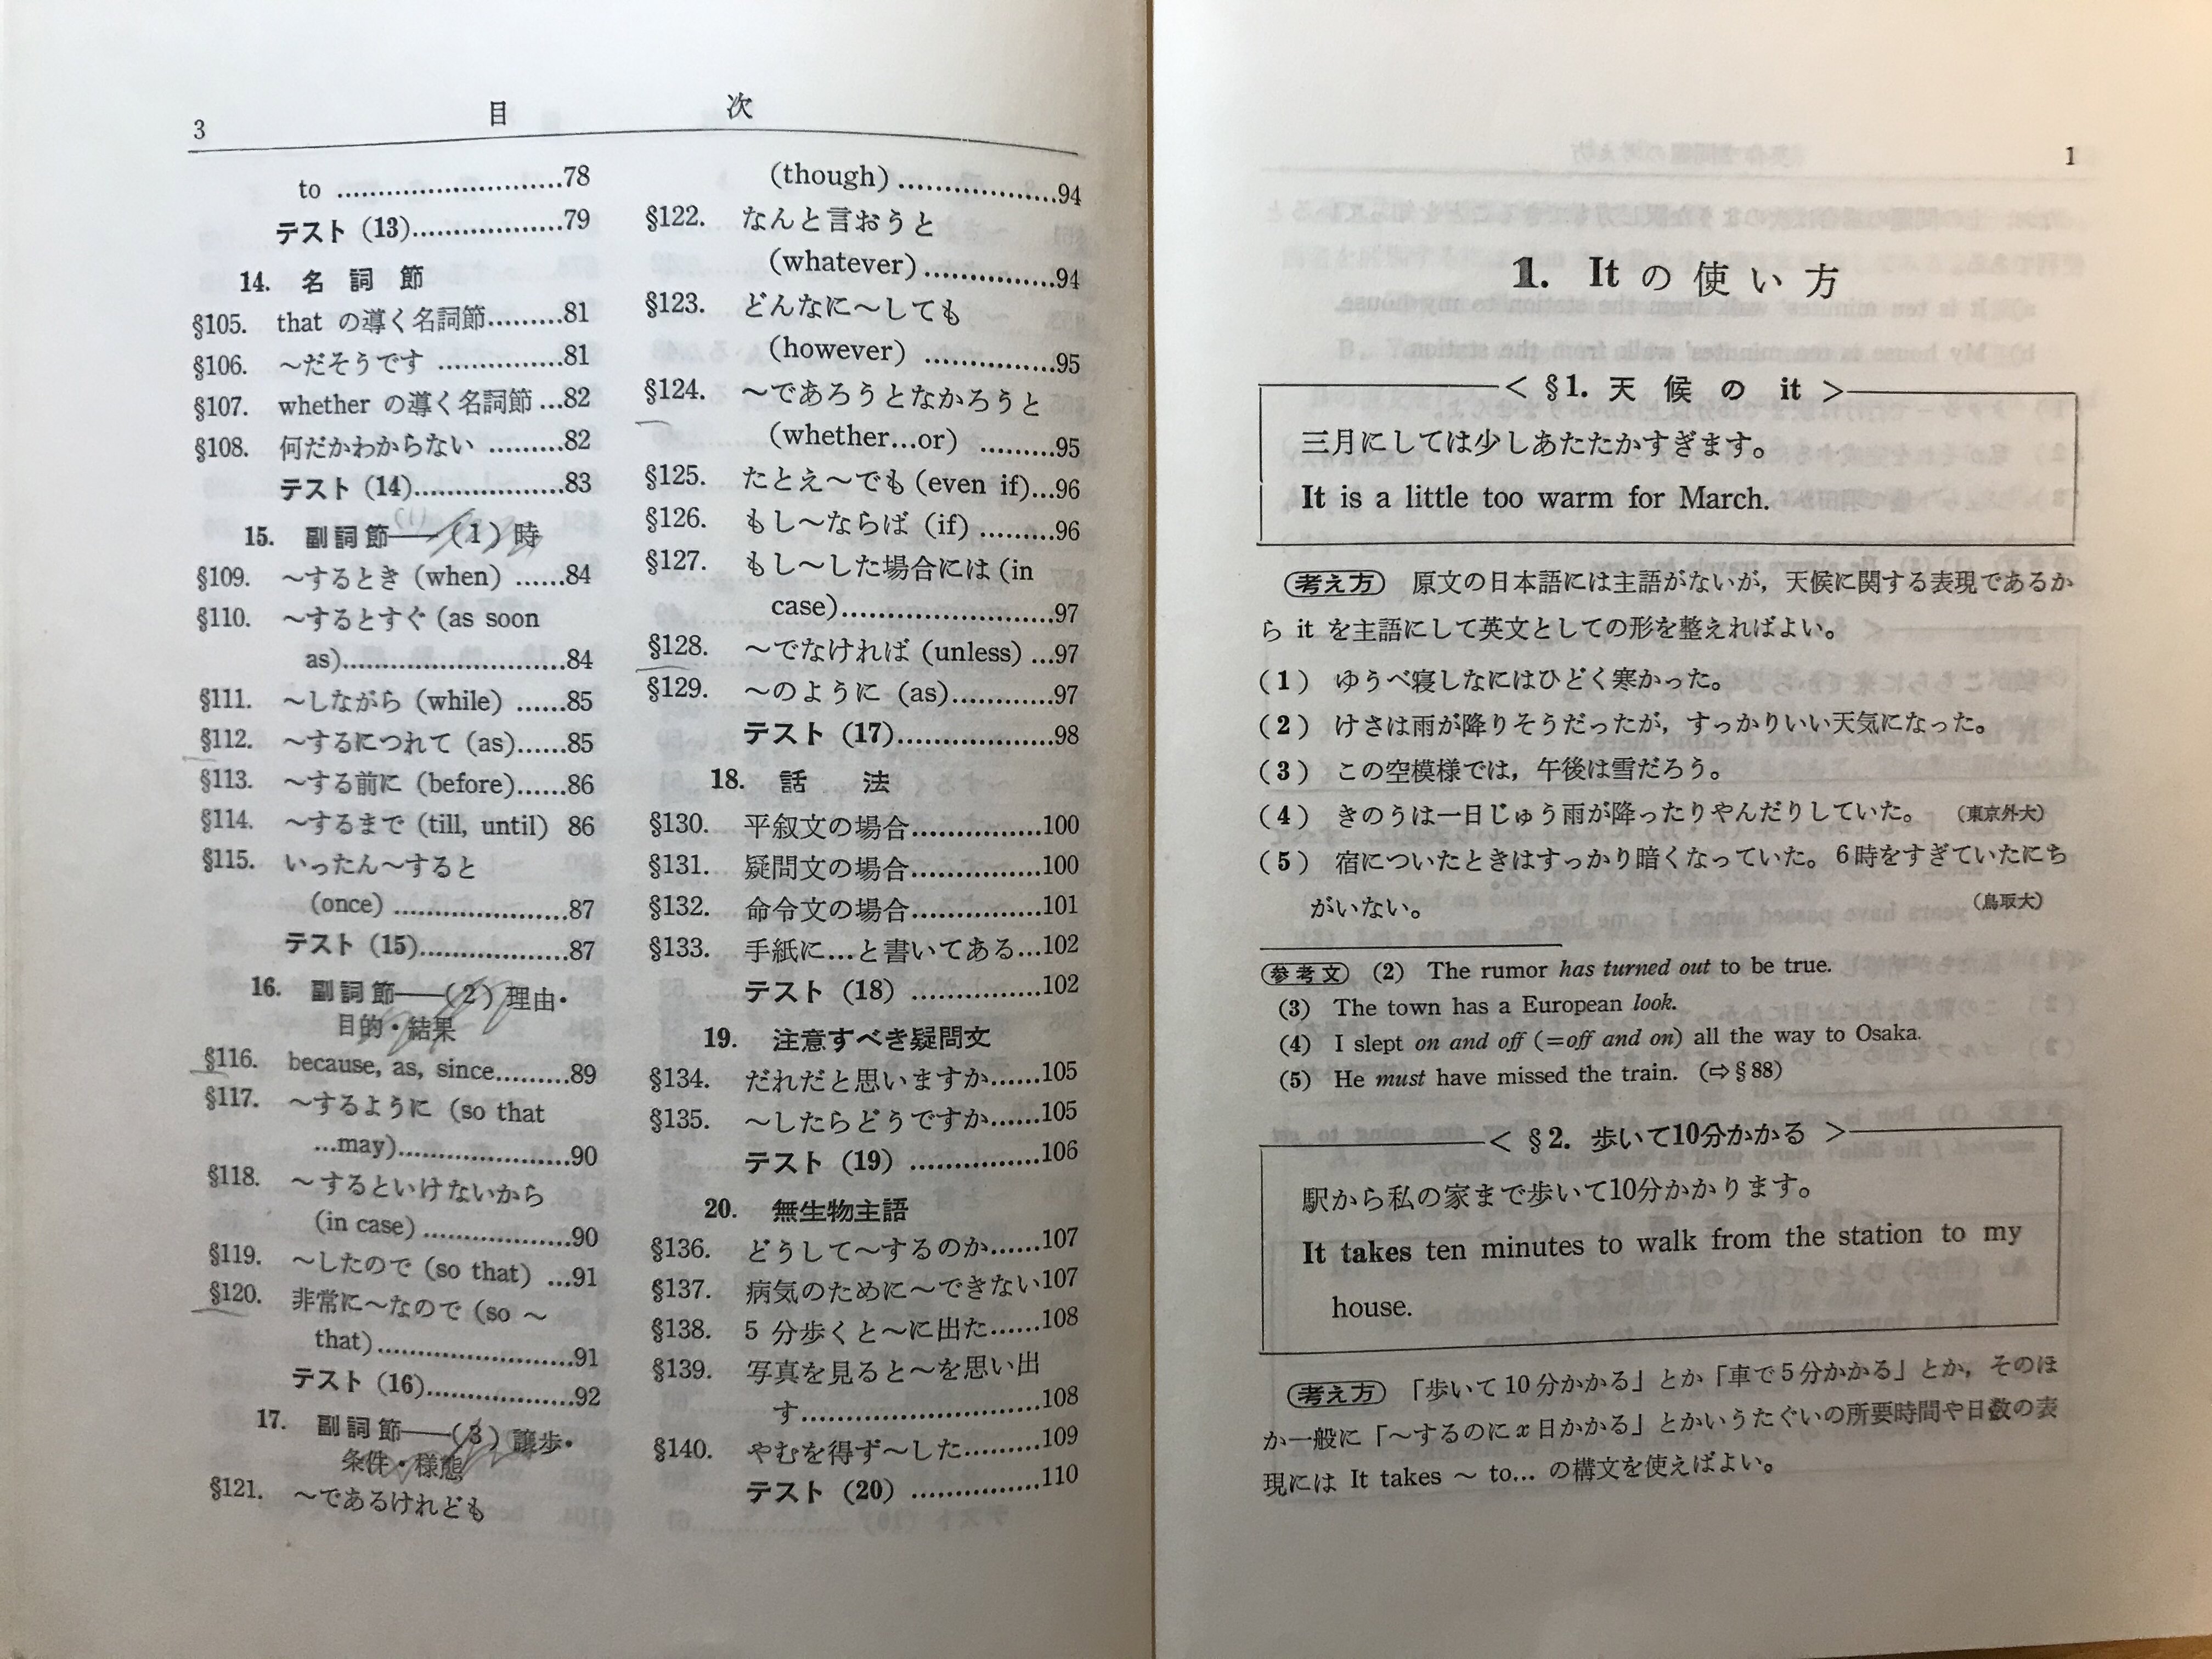 3 目 次
to ..............................78
テスト (13)....................79
14. 名詞節
§105. that の導く名詞節.........81
§106. 〜だそうです ................81
§107. whether の導く名詞節 ...82
§108. 何だかわからない .........82
テスト (14)....................83
15. 副詞節——(1) 時
(1)
§109. 〜するとき (when) ......84
§110. 〜するとすぐ (as soon
as)..............................84
§111. 〜しながら (while) ......85
§112. 〜するにつれて (as)......85
§113. 〜する前に (before)......86
§114. 〜するまで (till, until) 86
§115. いったん〜すると
(once) .......................87
テスト (15)....................87
16. 副詞節——(2) 理由・
目的・結果
§116. because, as, since.........89
§117. 〜するように (so that
...may).......................90
§118. 〜するといけないから
(in case) ....................90
§119. 〜したので (so that) ...91
§120. 非常に〜なので (so 〜
that)..........................91
テスト (16)....................92
17. 副詞節——(3) 譲歩・
条件・様態
§121. 〜であるけれども
(though) .....................94
§122. なんと言おうと
(whatever) .................94
§123. どんなに〜しても
(however) .................95
§124. 〜であろうとなかろうと
(whether...or) ............95
§125. たとえ〜でも (even if)...96
§126. もし〜ならば (if) .........96
§127. もし〜した場合には (in
case)...........................97
§128. 〜でなければ (unless) ...97
§129. 〜のように (as)............97
テスト (17)....................98
18. 話法
§130. 平叙文の場合...............100
§131. 疑問文の場合...............100
§132. 命令文の場合...............101
§133. 手紙に...と書いてある...102
テスト (18) ...............102
19. 注意すべき疑問文
§134. だれだと思いますか......105
§135. 〜したらどうですか......105
テスト (19) ...............106
20. 無生物主語
§136. どうして〜するのか......107
§137. 病気のために〜できない107
§138. 5 分歩くと〜に出た......108
§139. 写真を見ると〜を思い出
す..............................108
§140. やむを得ず〜した.........109
テスト (20) ...............110
1
1. It の使い方
< §1. 天候の it >
三月にしては少しあたたかすぎます。
It is a little too warm for March.
考え方 原文の日本語には主語がないが，天候に関する表現であるか
ら it を主語にして英文としての形を整えればよい。
(1) ゆうべ寝しなにはひどく寒かった。
(2) けさは雨が降りそうだったが，すっかりいい天気になった。
(3) この空模様では，午後は雪だろう。
(4) きのうは一日じゅう雨が降ったりやんだりしていた。 (東京外大)
(5) 宿についたときはすっかり暗くなっていた。6時をすぎていたにち
がいない。 (鳥取大)
参考文 (2) The rumor has turned out to be true.
(3) The town has a European look.
(4) I slept on and off (=off and on) all the way to Osaka.
(5) He must have missed the train. (⇨§88)
< §2. 歩いて10分かかる >
駅から私の家まで歩いて10分かかります。
It takes ten minutes to walk from the station to my
house.
考え方 「歩いて10分かかる」とか「車で5分かかる」とか，そのほ
か一般に「〜するのに x 日かかる」とかいうたぐいの所要時間や日数の表
現には It takes 〜 to... の構文を使えばよい。